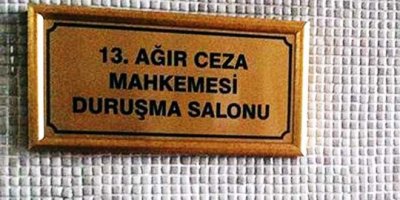 13. AĞIR CEZA
MAHKEMESİ
DURUŞMA SALONU